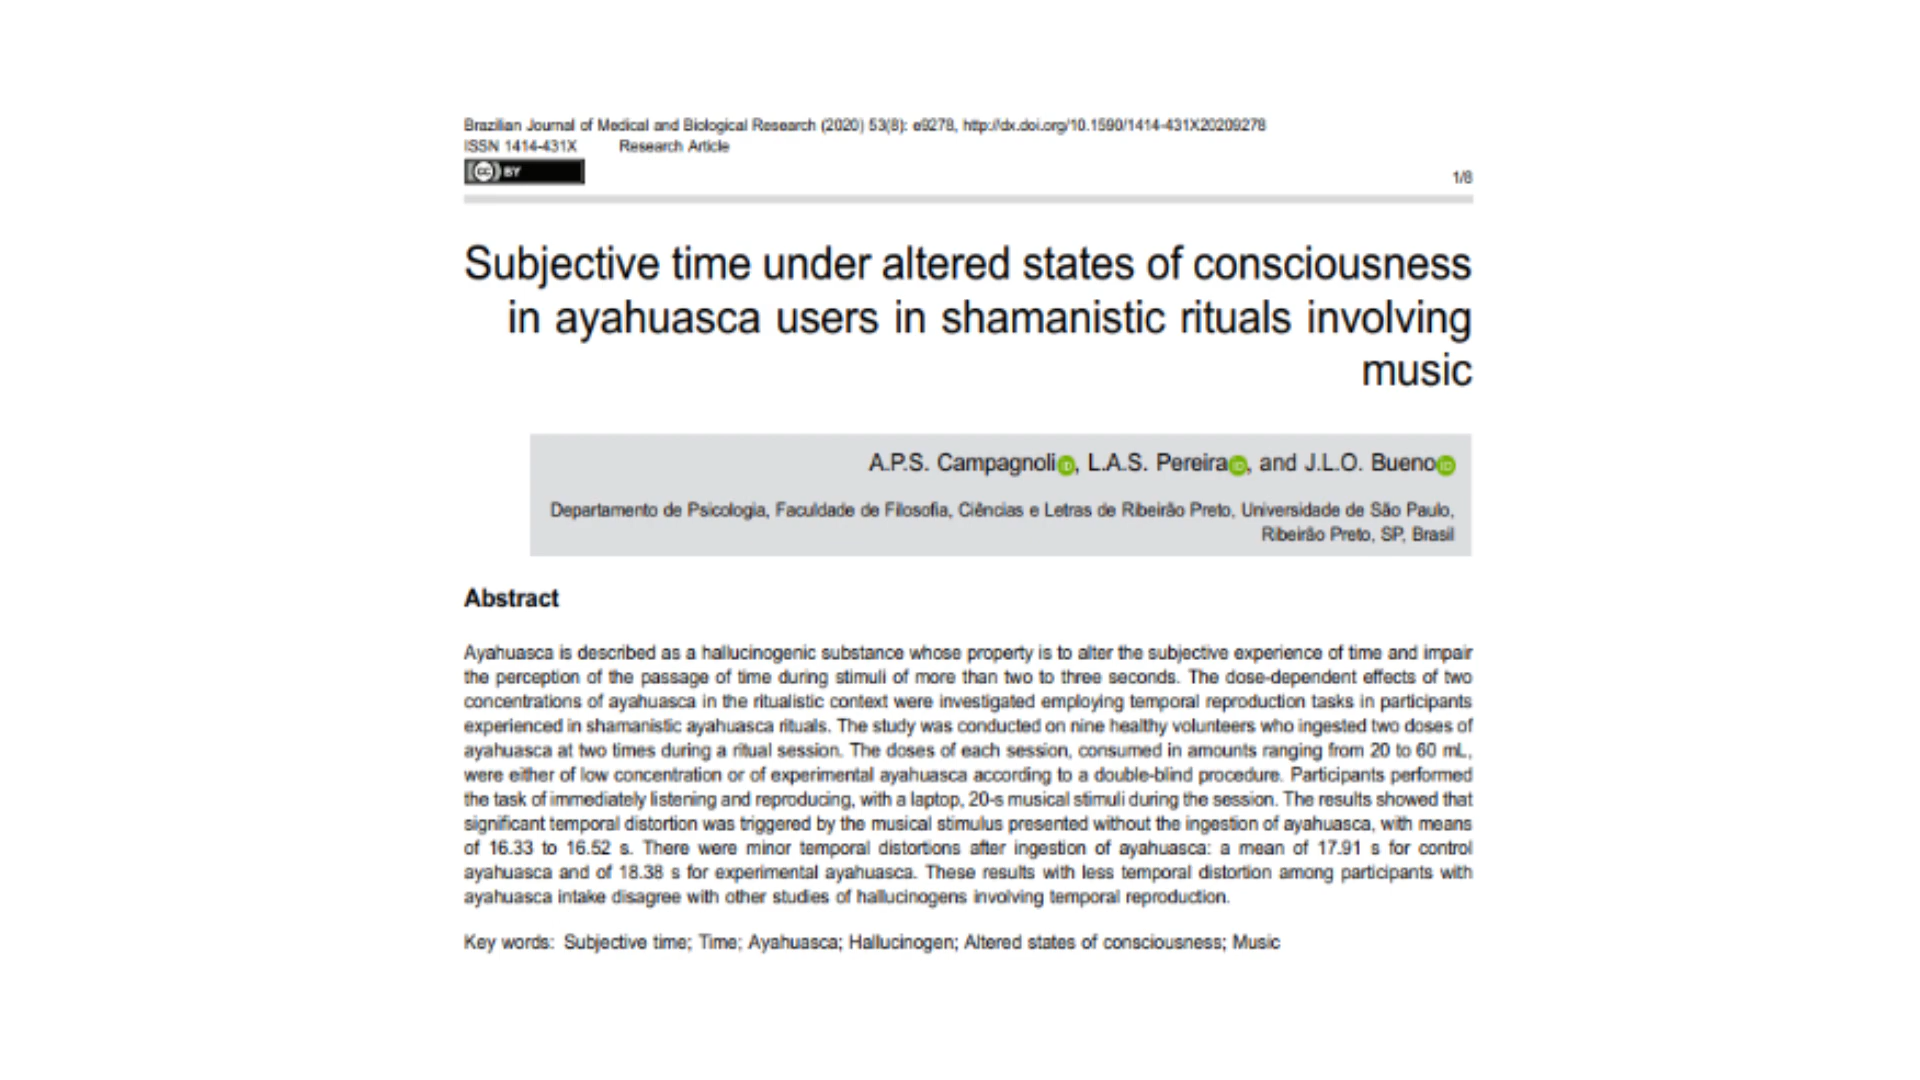 Brazilian Journal of Medical and Biological Research (2020) 53(8): e9278, http://dx.doi.org/10.1590/1414-431X20209278
ISSN 1414-431X Research Article
(cc) BY
1/8
Subjective time under altered states of consciousness
in ayahuasca users in shamanistic rituals involving
music
A.P.S. Campagnoli iD, L.A.S. Pereira iD, and J.L.O. Bueno iD
Departamento de Psicologia, Faculdade de Filosofia, Ciências e Letras de Ribeirão Preto, Universidade de São Paulo,
Ribeirão Preto, SP, Brasil
Abstract
Ayahuasca is described as a hallucinogenic substance whose property is to alter the subjective experience of time and impair
the perception of the passage of time during stimuli of more than two to three seconds. The dose-dependent effects of two
concentrations of ayahuasca in the ritualistic context were investigated employing temporal reproduction tasks in participants
experienced in shamanistic ayahuasca rituals. The study was conducted on nine healthy volunteers who ingested two doses of
ayahuasca at two times during a ritual session. The doses of each session, consumed in amounts ranging from 20 to 60 mL,
were either of low concentration or of experimental ayahuasca according to a double-blind procedure. Participants performed
the task of immediately listening and reproducing, with a laptop, 20-s musical stimuli during the session. The results showed that
significant temporal distortion was triggered by the musical stimulus presented without the ingestion of ayahuasca, with means
of 16.33 to 16.52 s. There were minor temporal distortions after ingestion of ayahuasca: a mean of 17.91 s for control
ayahuasca and of 18.38 s for experimental ayahuasca. These results with less temporal distortion among participants with
ayahuasca intake disagree with other studies of hallucinogens involving temporal reproduction.
Key words: Subjective time; Time; Ayahuasca; Hallucinogen; Altered states of consciousness; Music